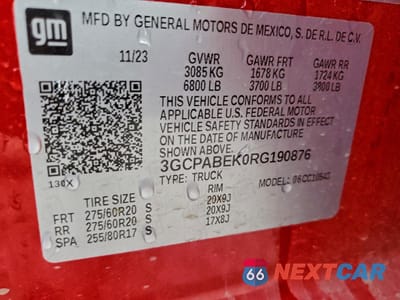 gm
MFD BY GENERAL MOTORS DE MEXICO, S. DE R.L. DE C.V.
11/23 GVWR GAWR FRT GAWR RR
3085 KG 1678 KG 1724 KG
6800 LB 3700 LB 3800 LB
THIS VEHICLE CONFORMS TO ALL
APPLICABLE U.S. FEDERAL MOTOR
VEHICLE SAFETY STANDARDS IN
EFFECT ON THE DATE OF
MANUFACTURE SHOWN ABOVE.
3GCPABEK0RG190876
130X TYPE: TRUCK MODEL:
TIRE SIZE RIM
FRT 275/60R20 S 20X9J
RR 275/60R20 S 20X9J
SPA 255/80R17 S 17X8J
66 NEXTCAR